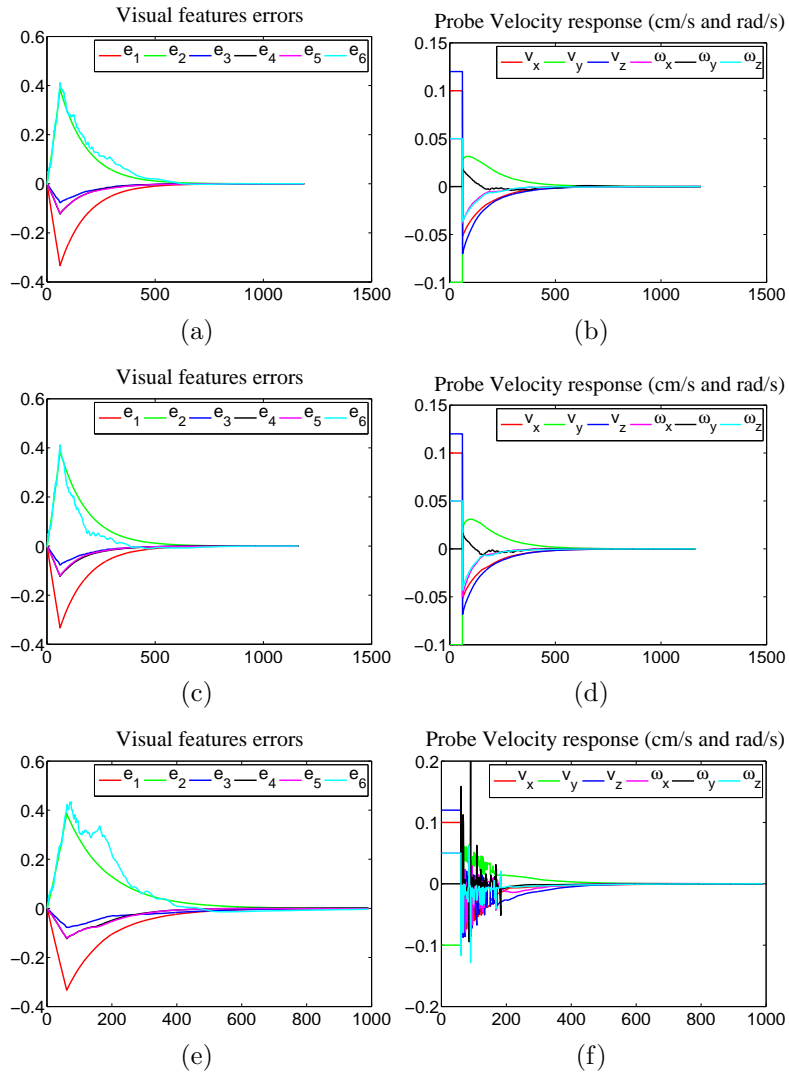 Visual features errors
e1 e2 e3 e4 e5 e6
0.6
0.4
0.2
0
−0.2
−0.4
0 500 1000 1500
(a)
Probe Velocity response (cm/s and rad/s)
vx vy vz ωx ωy ωz
0.15
0.1
0.05
0
−0.05
−0.1
0 500 1000 1500
(b)
Visual features errors
e1 e2 e3 e4 e5 e6
0.6
0.4
0.2
0
−0.2
−0.4
0 500 1000 1500
(c)
Probe Velocity response (cm/s and rad/s)
vx vy vz ωx ωy ωz
0.15
0.1
0.05
0
−0.05
−0.1
0 500 1000 1500
(d)
Visual features errors
e1 e2 e3 e4 e5 e6
0.6
0.4
0.2
0
−0.2
−0.4
0 200 400 600 800 1000
(e)
Probe Velocity response (cm/s and rad/s)
vx vy vz ωx ωy ωz
0.2
0.1
0
−0.1
−0.2
0 200 400 600 800 1000
(f)